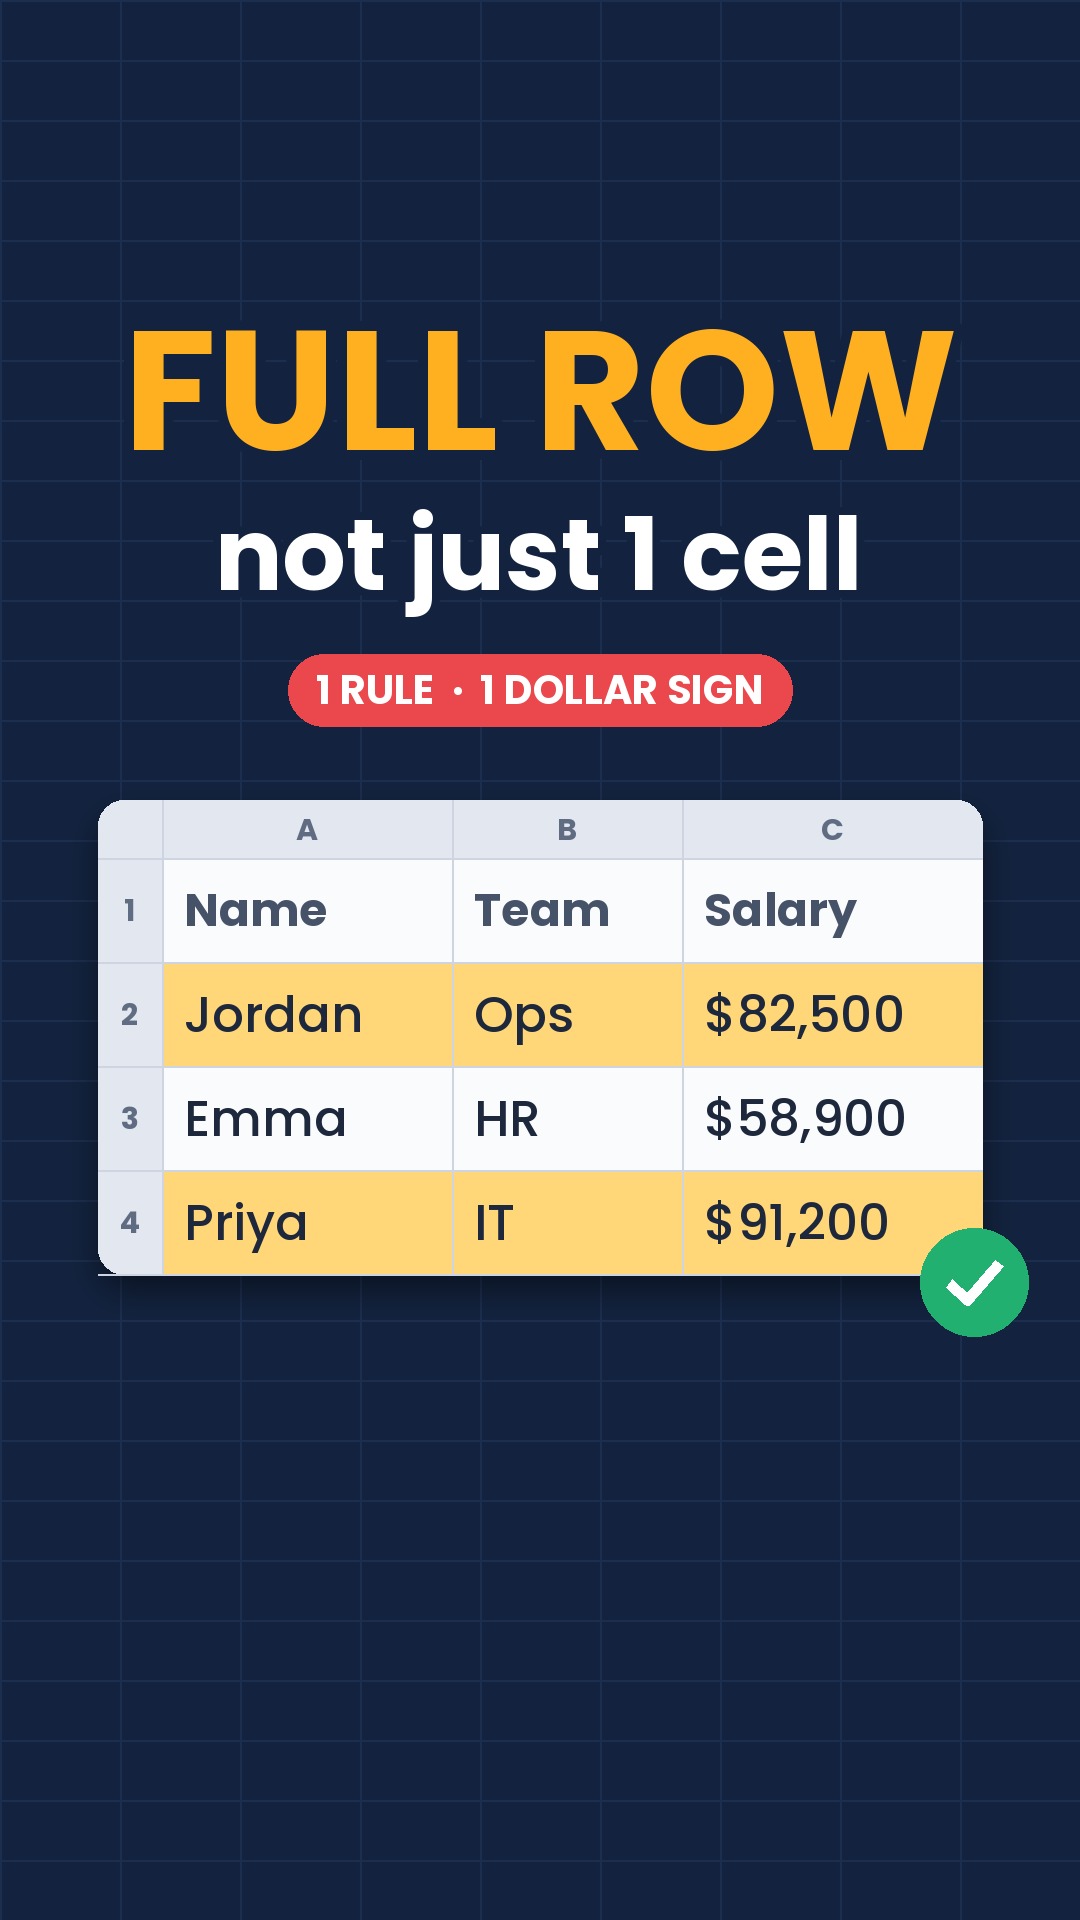 FULL ROW
not just 1 cell
1 RULE · 1 DOLLAR SIGN
A B C
1 Name Team Salary
2 Jordan Ops $82,500
3 Emma HR $58,900
4 Priya IT $91,200